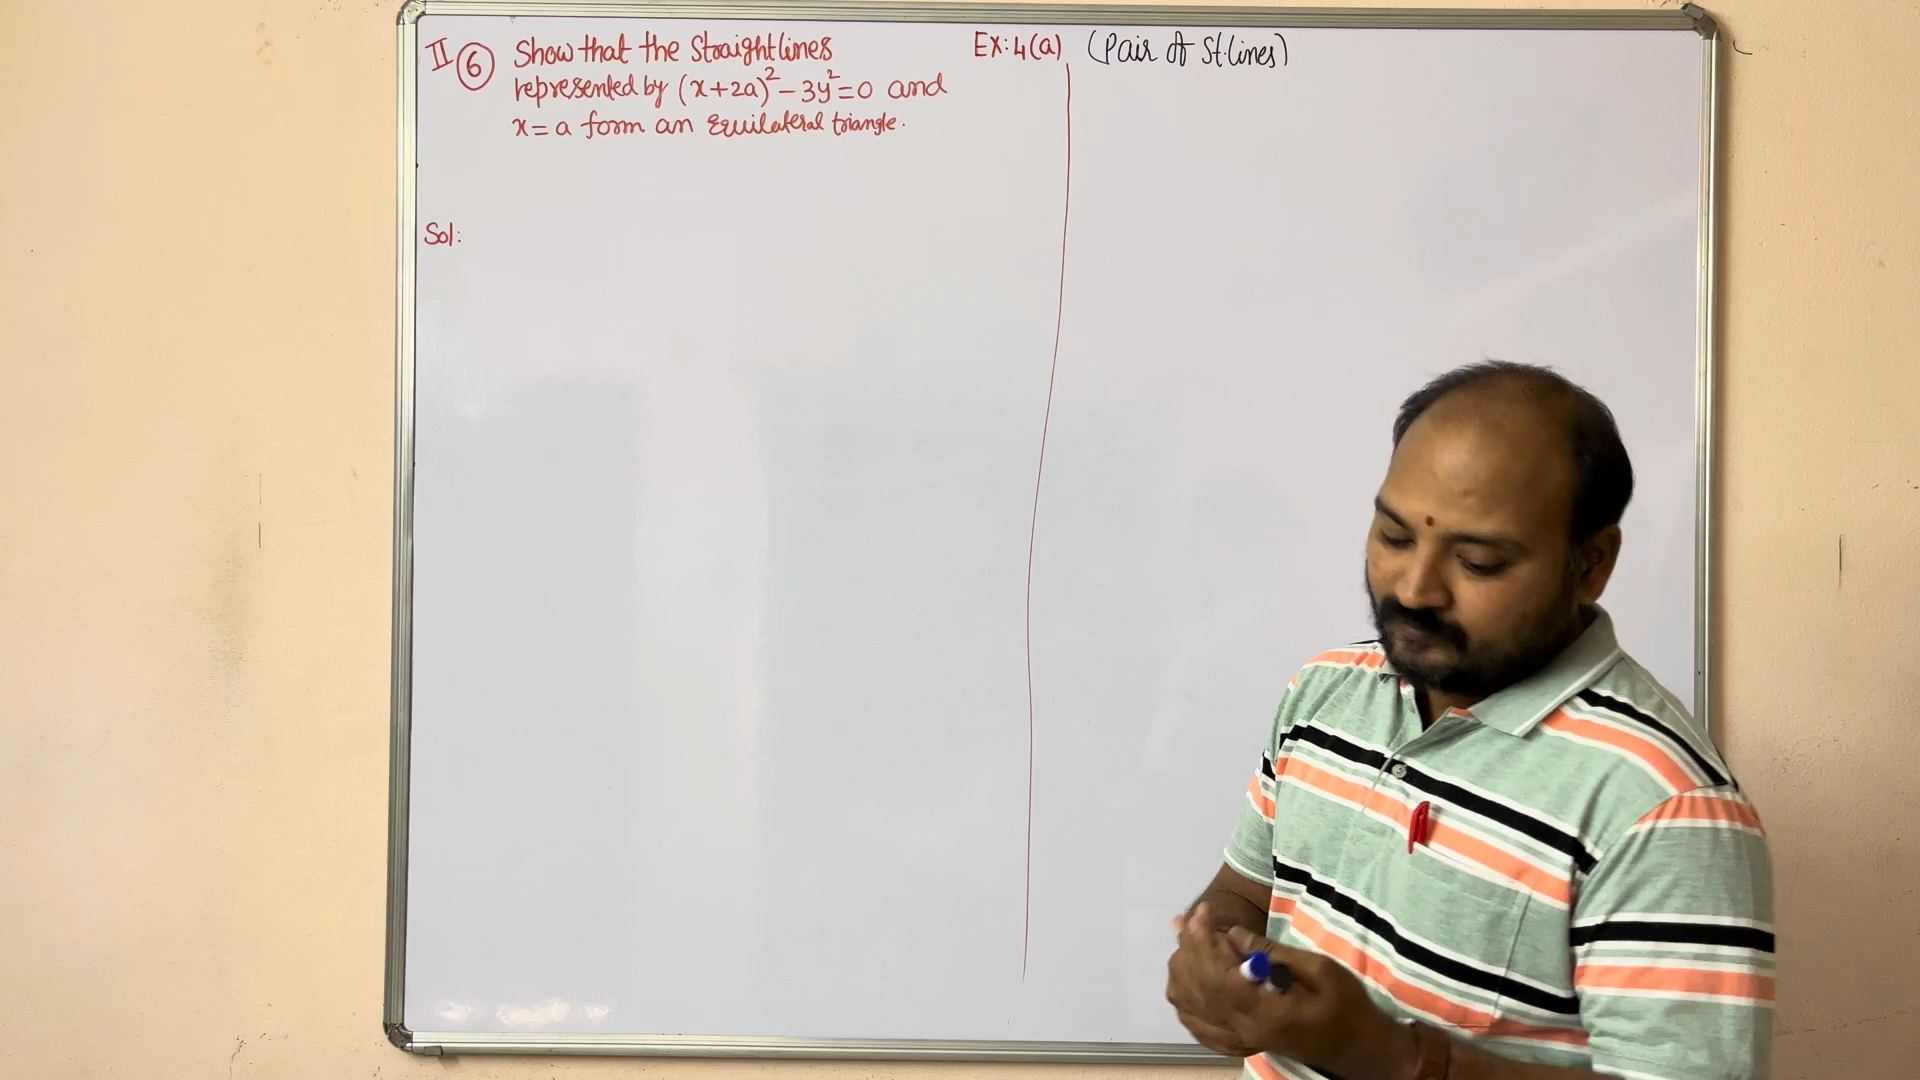 II 6 Show that the Straight lines
represented by (x+2a)² - 3y² = 0 and
x = a form an Equilateral triangle.
Ex: 4(a) (Pair of St. lines)
Sol: